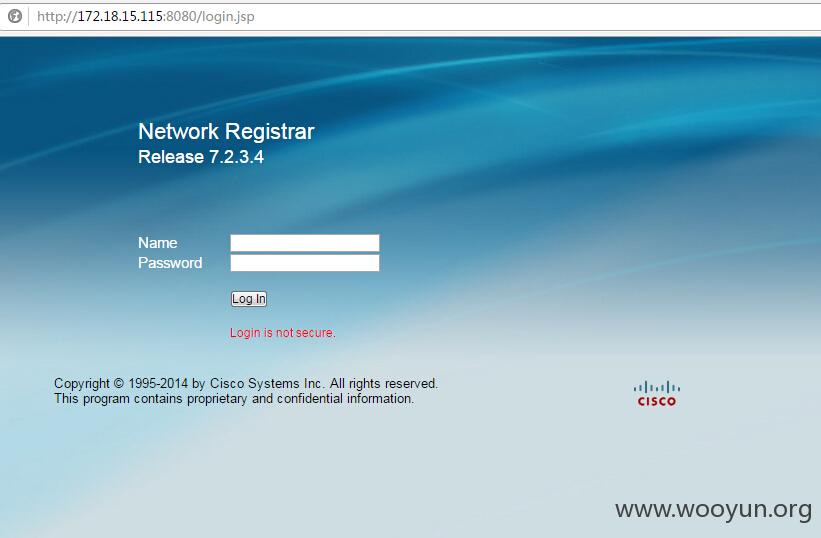 http://172.18.15.115:8080/login.jsp
Network Registrar
Release 7.2.3.4
Name
Password
Log In
Login is not secure.
Copyright © 1995-2014 by Cisco Systems Inc. All rights reserved.
This program contains proprietary and confidential information.
CISCO
www.wooyun.org